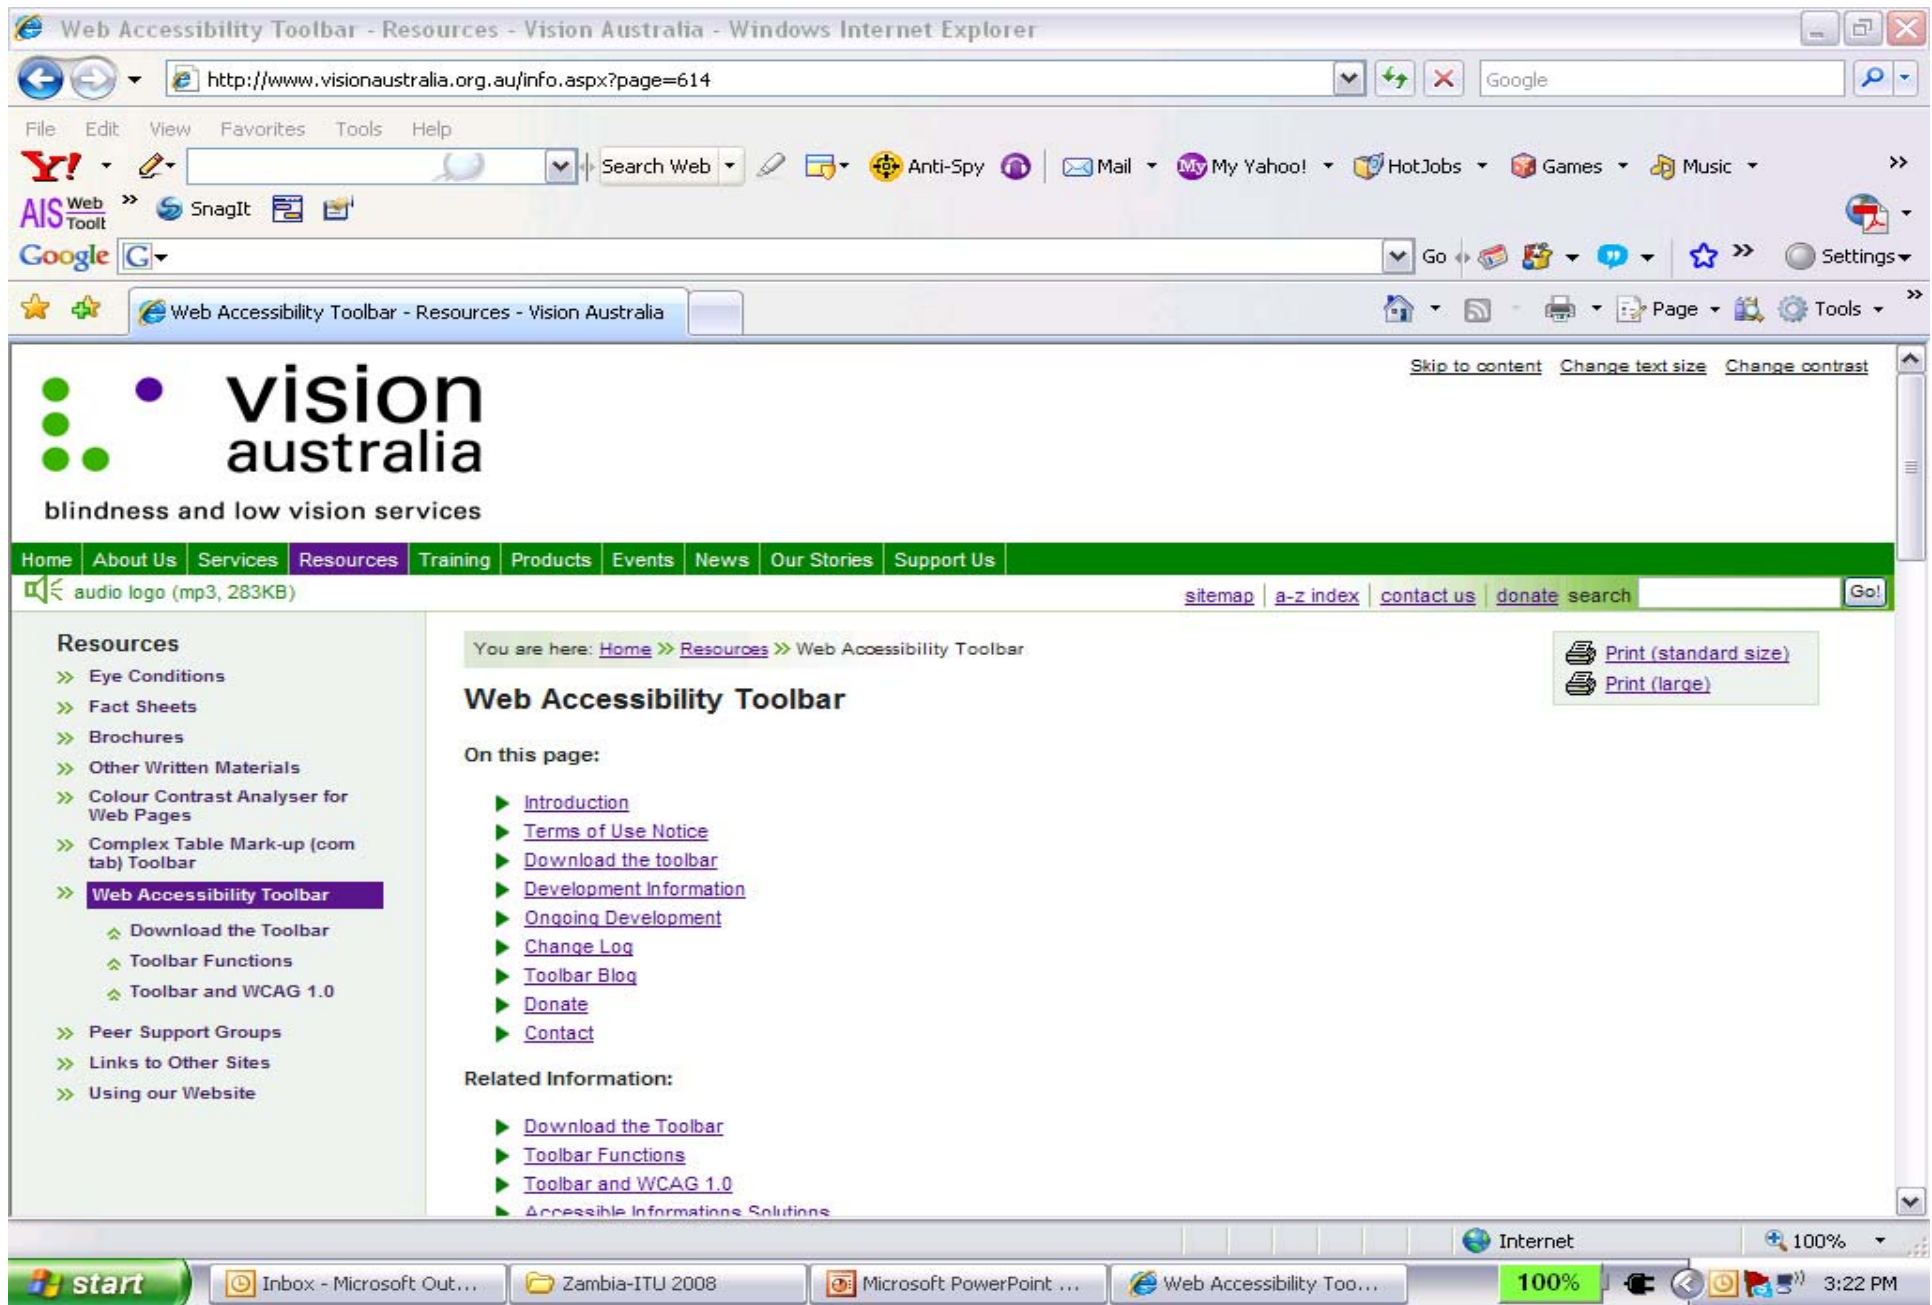 Web Accessibility Toolbar - Resources - Vision Australia - Windows Internet Explorer
http://www.visionaustralia.org.au/info.aspx?page=614 Google
File Edit View Favorites Tools Help
Y! Search Web Anti-Spy Mail My My Yahoo! HotJobs Games Music »
AIS Web Toolt » SnagIt
Google G Go » Settings
Web Accessibility Toolbar - Resources - Vision Australia Page Tools »
Skip to content Change text size Change contrast
vision
australia
blindness and low vision services
Home About Us Services Resources Training Products Events News Our Stories Support Us
audio logo (mp3, 283KB) sitemap a-z index contact us donate search Go!
Resources
Eye Conditions
Fact Sheets
Brochures
Other Written Materials
Colour Contrast Analyser for
Web Pages
Complex Table Mark-up (com
tab) Toolbar
Web Accessibility Toolbar
Download the Toolbar
Toolbar Functions
Toolbar and WCAG 1.0
Peer Support Groups
Links to Other Sites
Using our Website
You are here: Home >> Resources >> Web Accessibility Toolbar
Print (standard size)
Print (large)
Web Accessibility Toolbar
On this page:
Introduction
Terms of Use Notice
Download the toolbar
Development Information
Ongoing Development
Change Log
Toolbar Blog
Donate
Contact
Related Information:
Download the Toolbar
Toolbar Functions
Toolbar and WCAG 1.0
Accessible Informations Solutions
Internet 100%
start Inbox - Microsoft Out... Zambia-ITU 2008 Microsoft PowerPoint ... Web Accessibility Too... 100% 3:22 PM